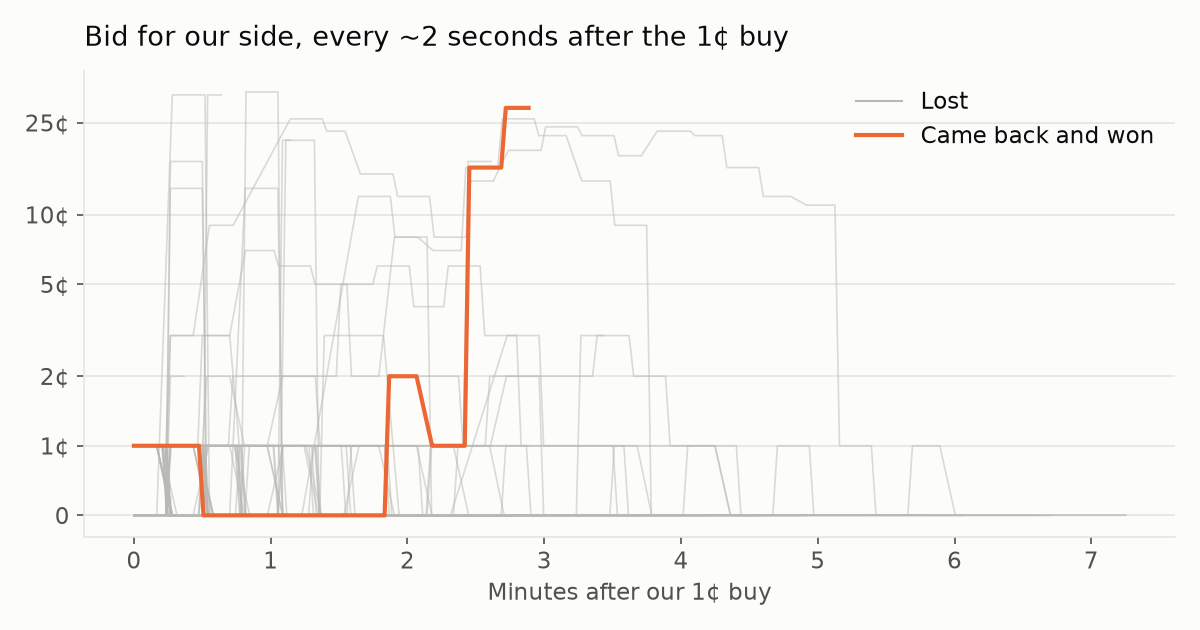 Bid for our side, every ~2 seconds after the 1¢ buy
Lost
Came back and won
25¢
10¢
5¢
2¢
1¢
0
0 1 2 3 4 5 6 7
Minutes after our 1¢ buy